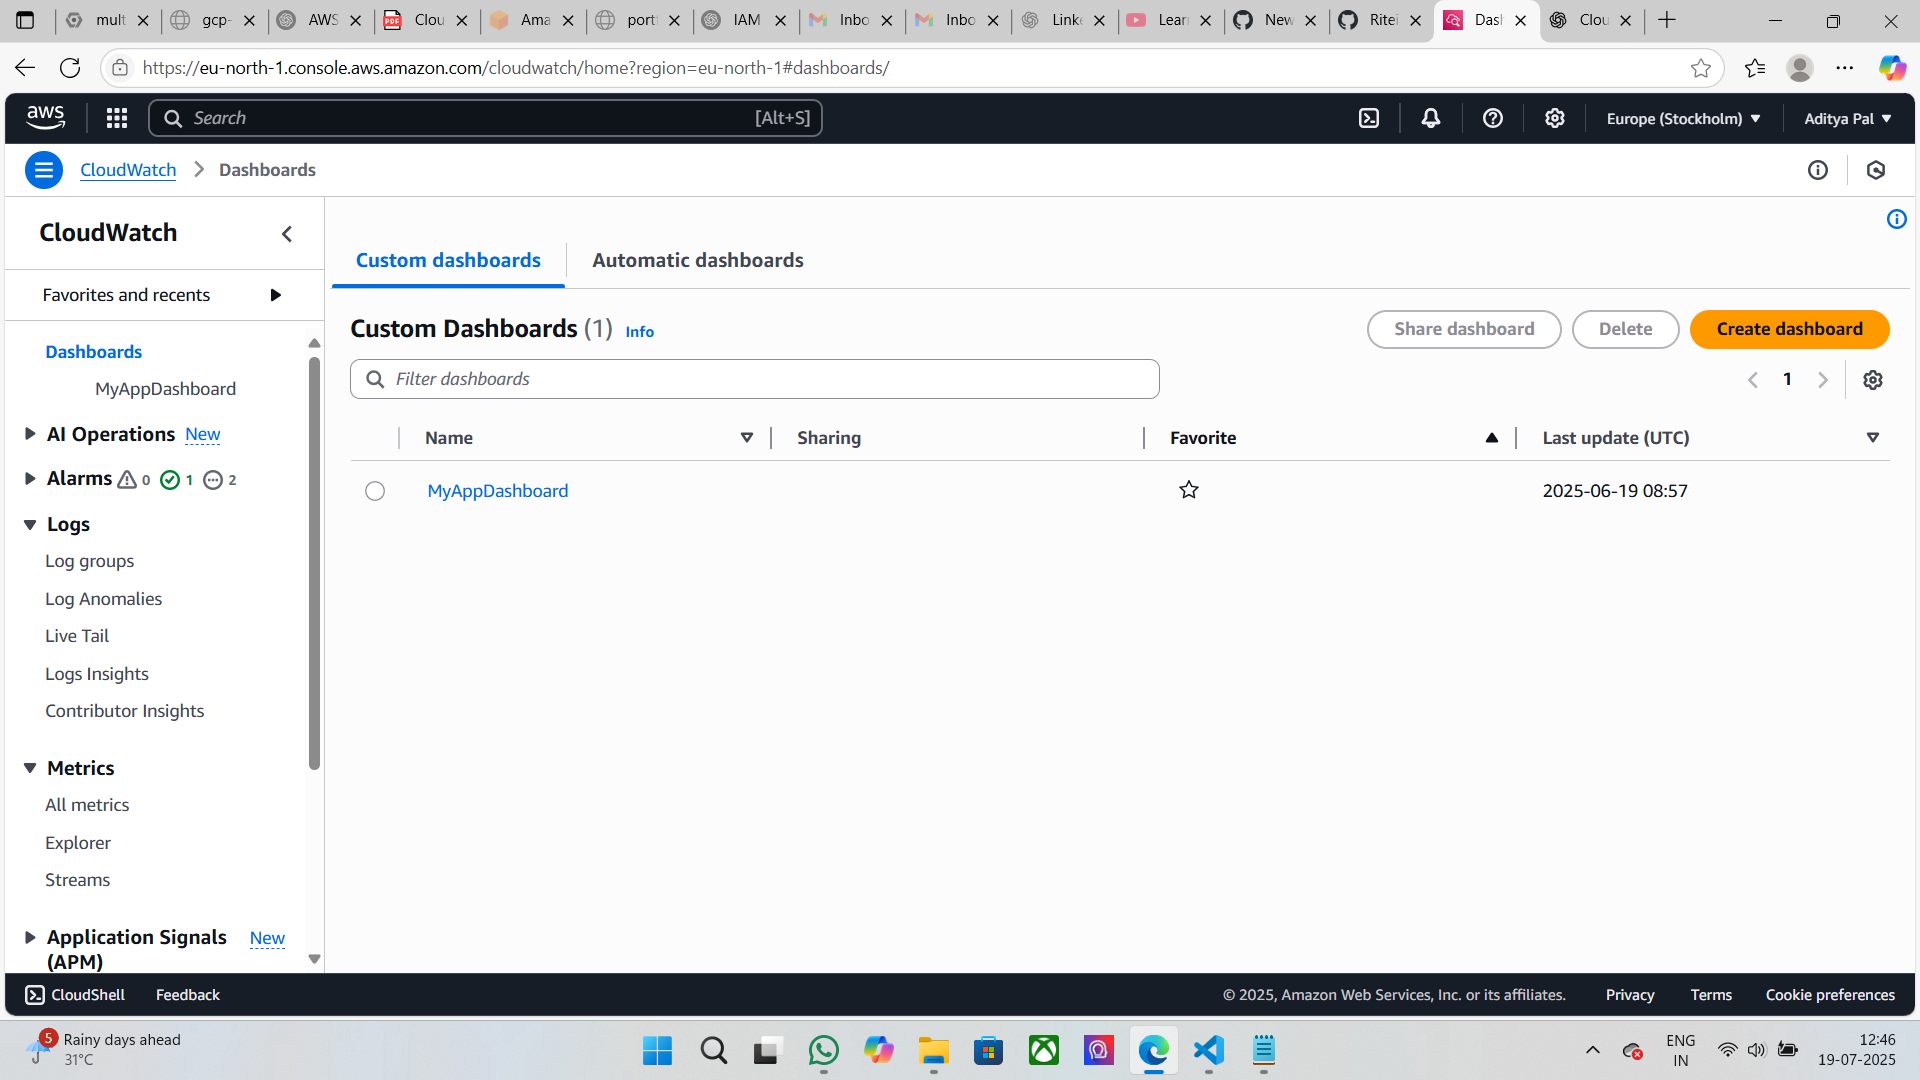 mult
gcp-
AWS
Clou
Ama
port
IAM
Inbo
Inbo
Link
Lear
New
Ritei
Dash
Clou
https://eu-north-1.console.aws.amazon.com/cloudwatch/home?region=eu-north-1#dashboards/
aws
Search
[Alt+S]
Europe (Stockholm)
Aditya Pal
CloudWatch
Dashboards
CloudWatch
Favorites and recents
Dashboards
MyAppDashboard
AI Operations New
Alarms 0 1 2
Logs
Log groups
Log Anomalies
Live Tail
Logs Insights
Contributor Insights
Metrics
All metrics
Explorer
Streams
Application Signals New
(APM)
Custom dashboards
Automatic dashboards
Custom Dashboards (1) Info
Share dashboard
Delete
Create dashboard
Filter dashboards
1
Name
Sharing
Favorite
Last update (UTC)
MyAppDashboard
2025-06-19 08:57
CloudShell
Feedback
© 2025, Amazon Web Services, Inc. or its affiliates.
Privacy
Terms
Cookie preferences
5
Rainy days ahead
31°C
ENG
IN
12:46
19-07-2025